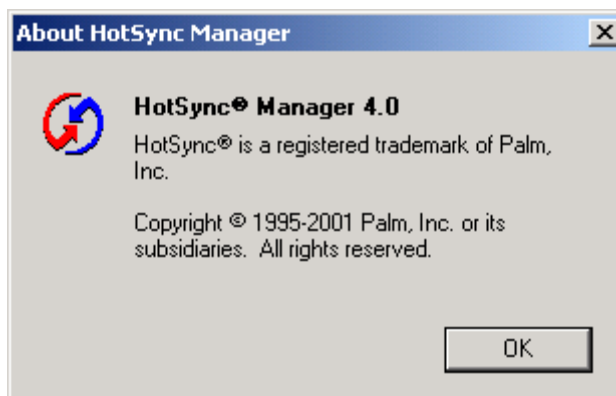 About HotSync Manager
HotSync® Manager 4.0
HotSync® is a registered trademark of Palm,
Inc.
Copyright © 1995-2001 Palm, Inc. or its
subsidiaries.  All rights reserved.
OK